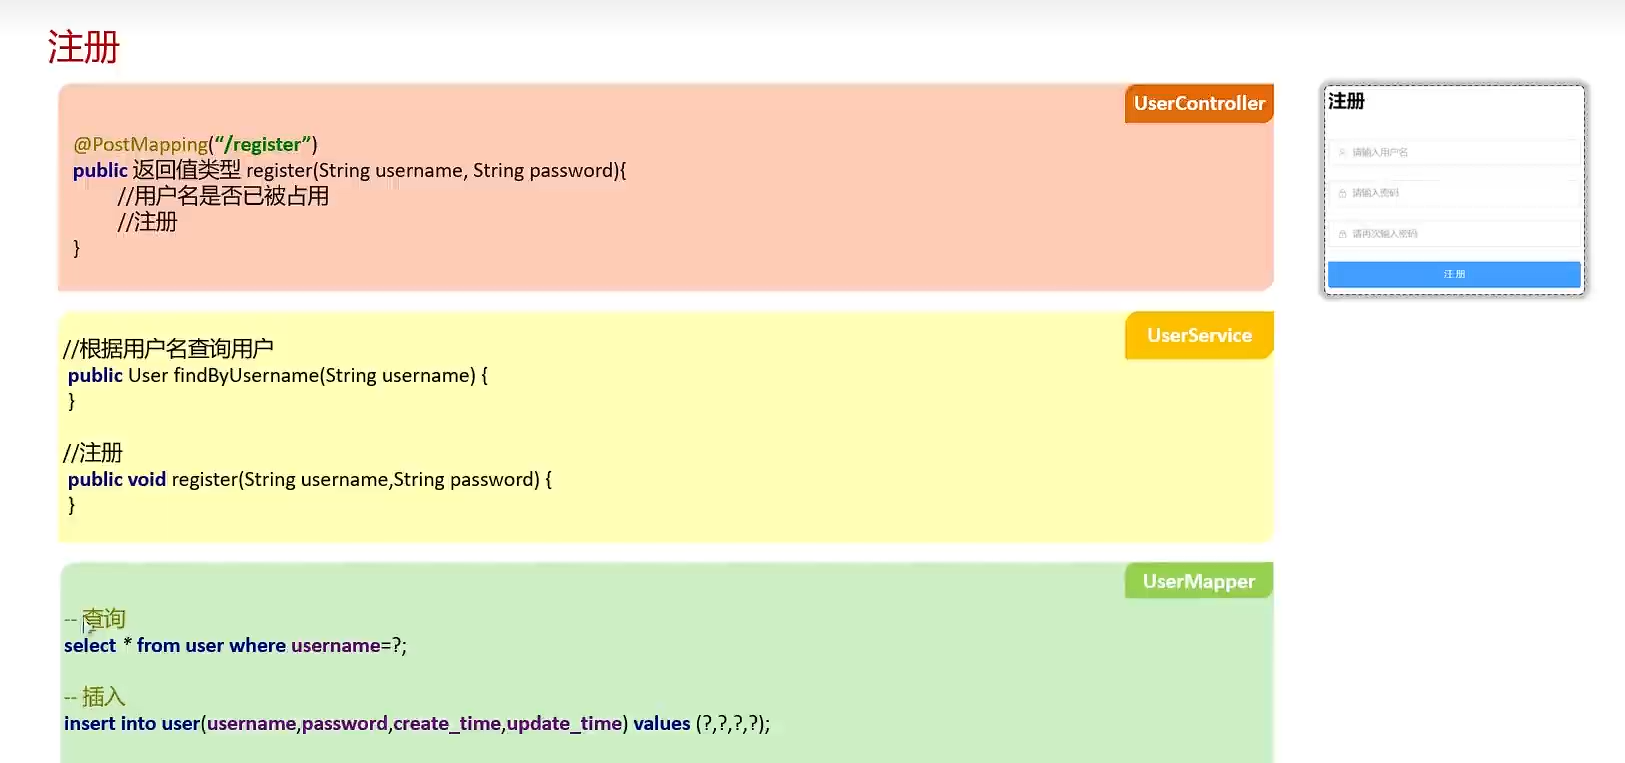 注册
UserController
@PostMapping(“/register”)
public 返回值类型 register(String username, String password){
//用户名是否已被占用
//注册
}
注册
请输入用户名
请输入密码
请再次输入密码
注册
UserService
//根据用户名查询用户
public User findByUsername(String username) {
}
//注册
public void register(String username,String password) {
}
UserMapper
-- 查询
select * from user where username=?;
-- 插入
insert into user(username,password,create_time,update_time) values (?,?,?,?);